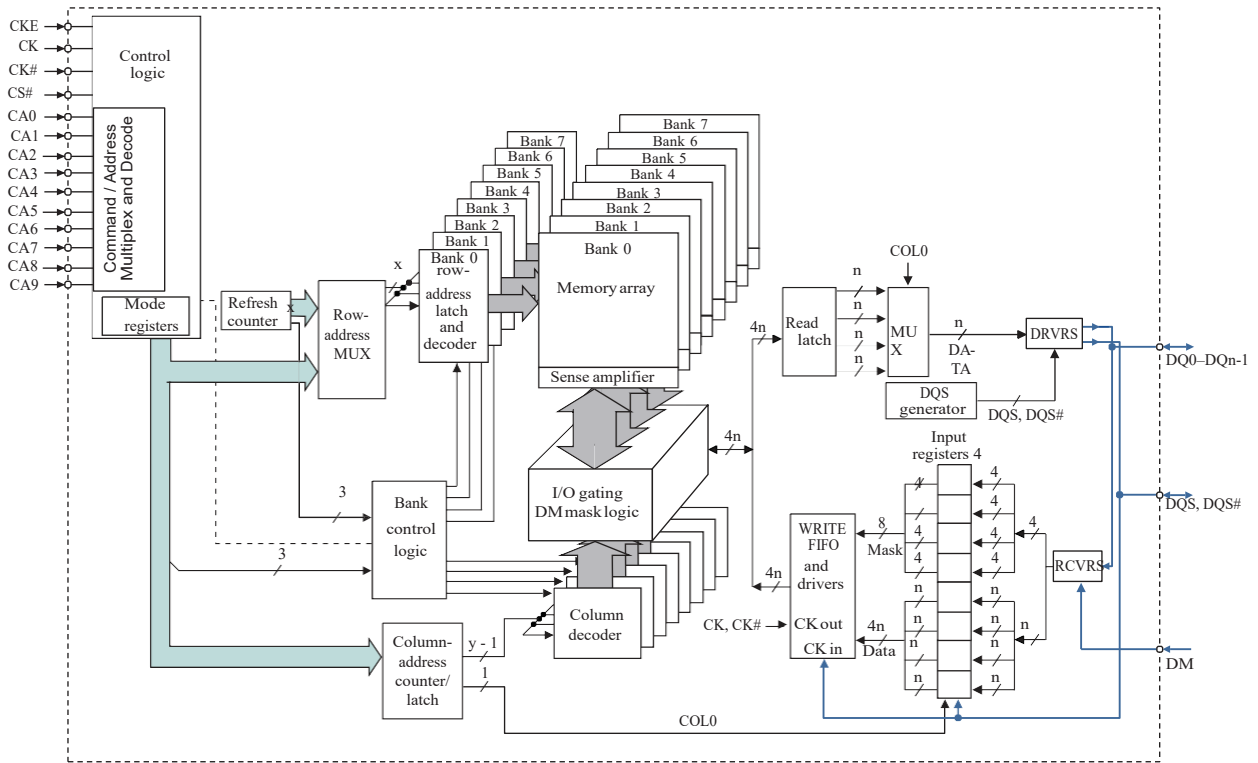 CKE
CK
CK#
CS#
CA0
CA1
CA2
CA3
CA4
CA5
CA6
CA7
CA8
CA9
Control
logic
Command / Address
Multiplex and Decode
Mode
registers
Refresh
counter
x
Row-
address
MUX
x
Bank 7
Bank 6
Bank 5
Bank 4
Bank 3
Bank 2
Bank 1
Bank 0
row-
address
latch
and
decoder
Bank 7
Bank 6
Bank 5
Bank 4
Bank 3
Bank 2
Bank 1
Bank 0
Memory array
Sense amplifier
3
3
Bank
control
logic
I/O gating
DM mask logic
Column
decoder
Column-
address
counter/
latch
y - 1
1
COL0
4n
4n
4n
Read
latch
n
n
n
n
COL0
MU
X
n
DA-
TA
DRVRS
DQS
generator
DQS, DQS#
DQ0–DQn-1
DQS, DQS#
DM
Input
registers 4
4
4
4
4
4
4
4
4
4
n
n
n
n
n
n
n
n
n
RCVRS
8
Mask
4n
Data
WRITE
FIFO
and
drivers
CK out
CK in
CK, CK#